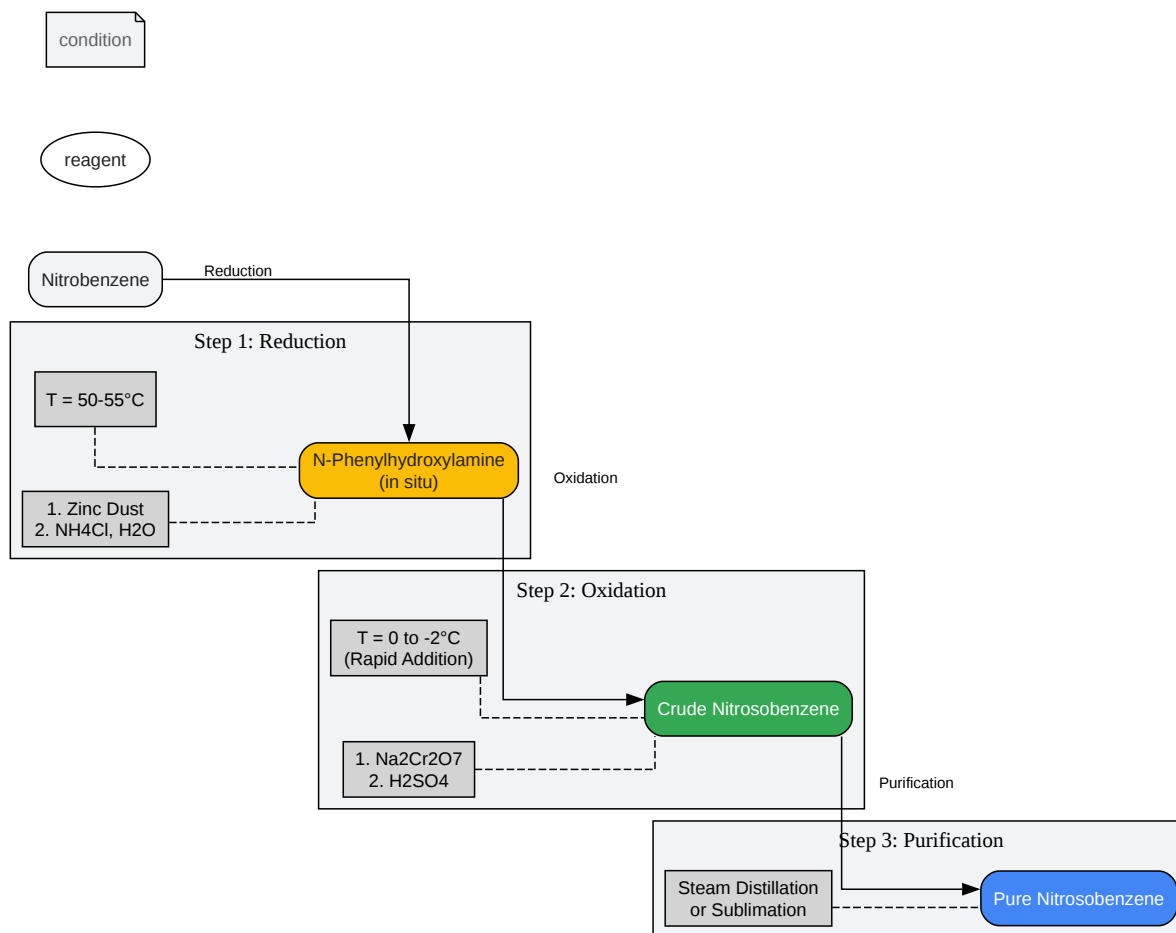 condition
reagent
Nitrobenzene
Reduction
Step 1: Reduction
T = 50-55°C
N-Phenylhydroxylamine
(in situ)
1. Zinc Dust
2. NH4Cl, H2O
Oxidation
Step 2: Oxidation
T = 0 to -2°C
(Rapid Addition)
Crude Nitrosobenzene
1. Na2Cr2O7
2. H2SO4
Purification
Step 3: Purification
Steam Distillation
or Sublimation
Pure Nitrosobenzene